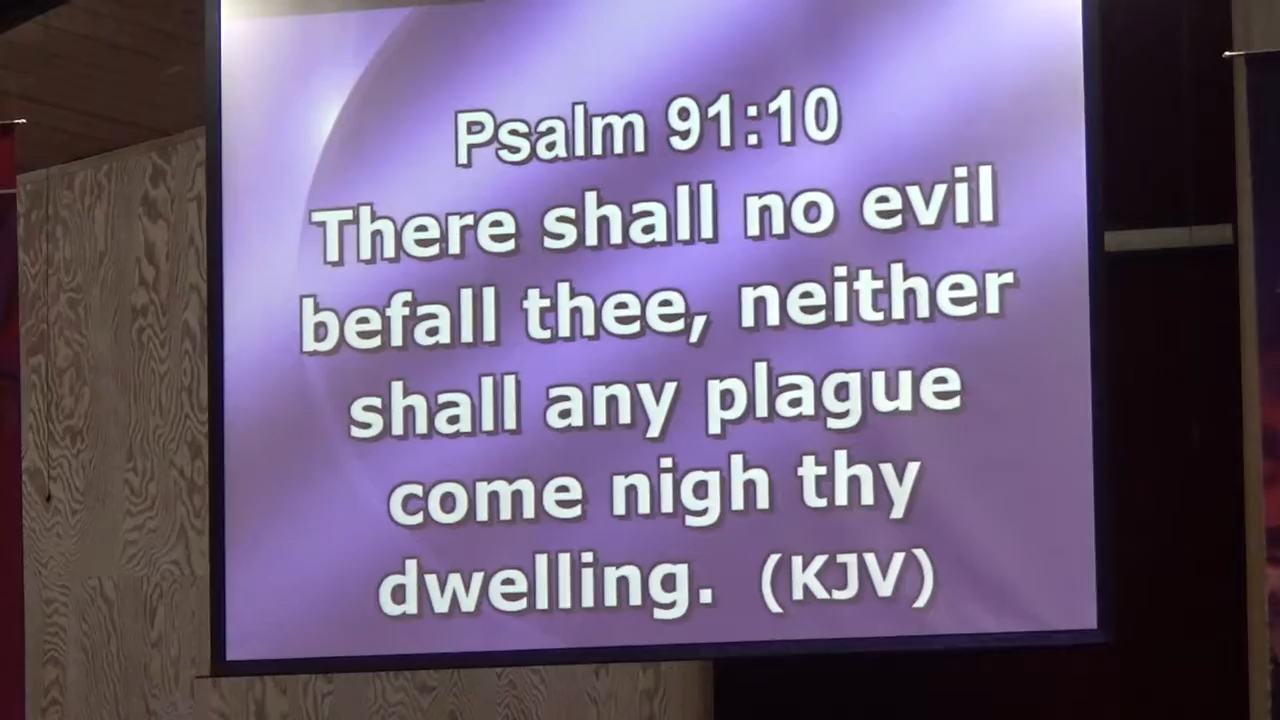 Psalm 91:10
There shall no evil
befall thee, neither
shall any plague
come nigh thy
dwelling. (KJV)